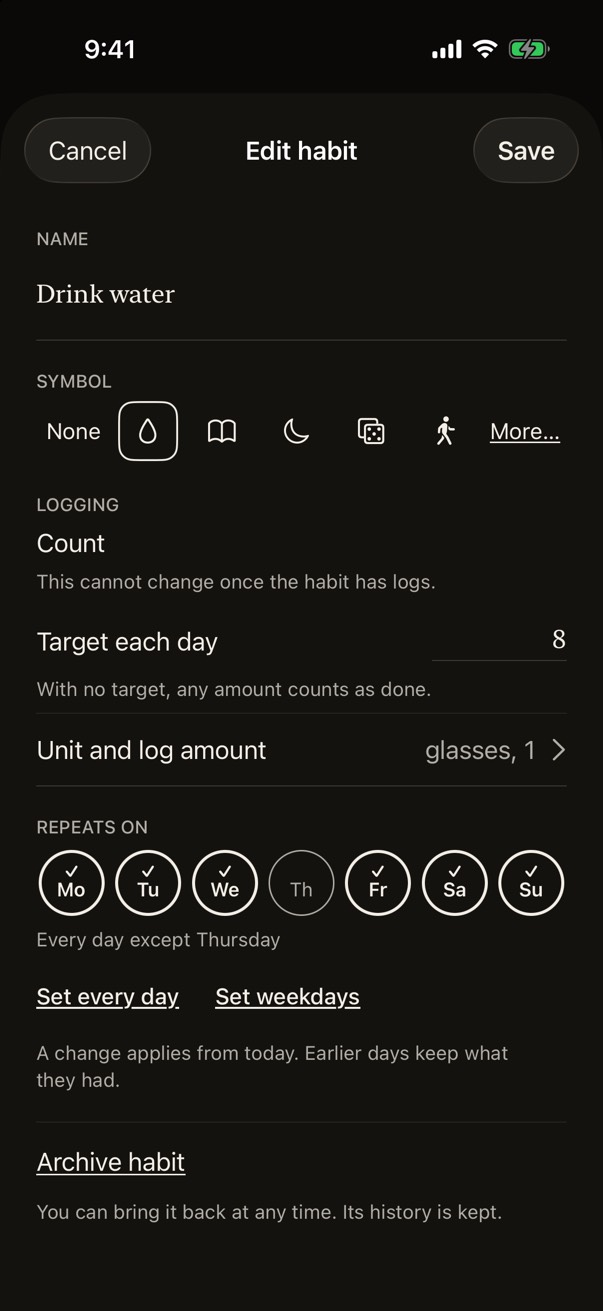 9:41
Cancel Edit habit Save
NAME
Drink water
SYMBOL
None More...
LOGGING
Count
This cannot change once the habit has logs.
Target each day 8
With no target, any amount counts as done.
Unit and log amount glasses, 1
REPEATS ON
Mo Tu We Th Fr Sa Su
Every day except Thursday
Set every day Set weekdays
A change applies from today. Earlier days keep what
they had.
Archive habit
You can bring it back at any time. Its history is kept.